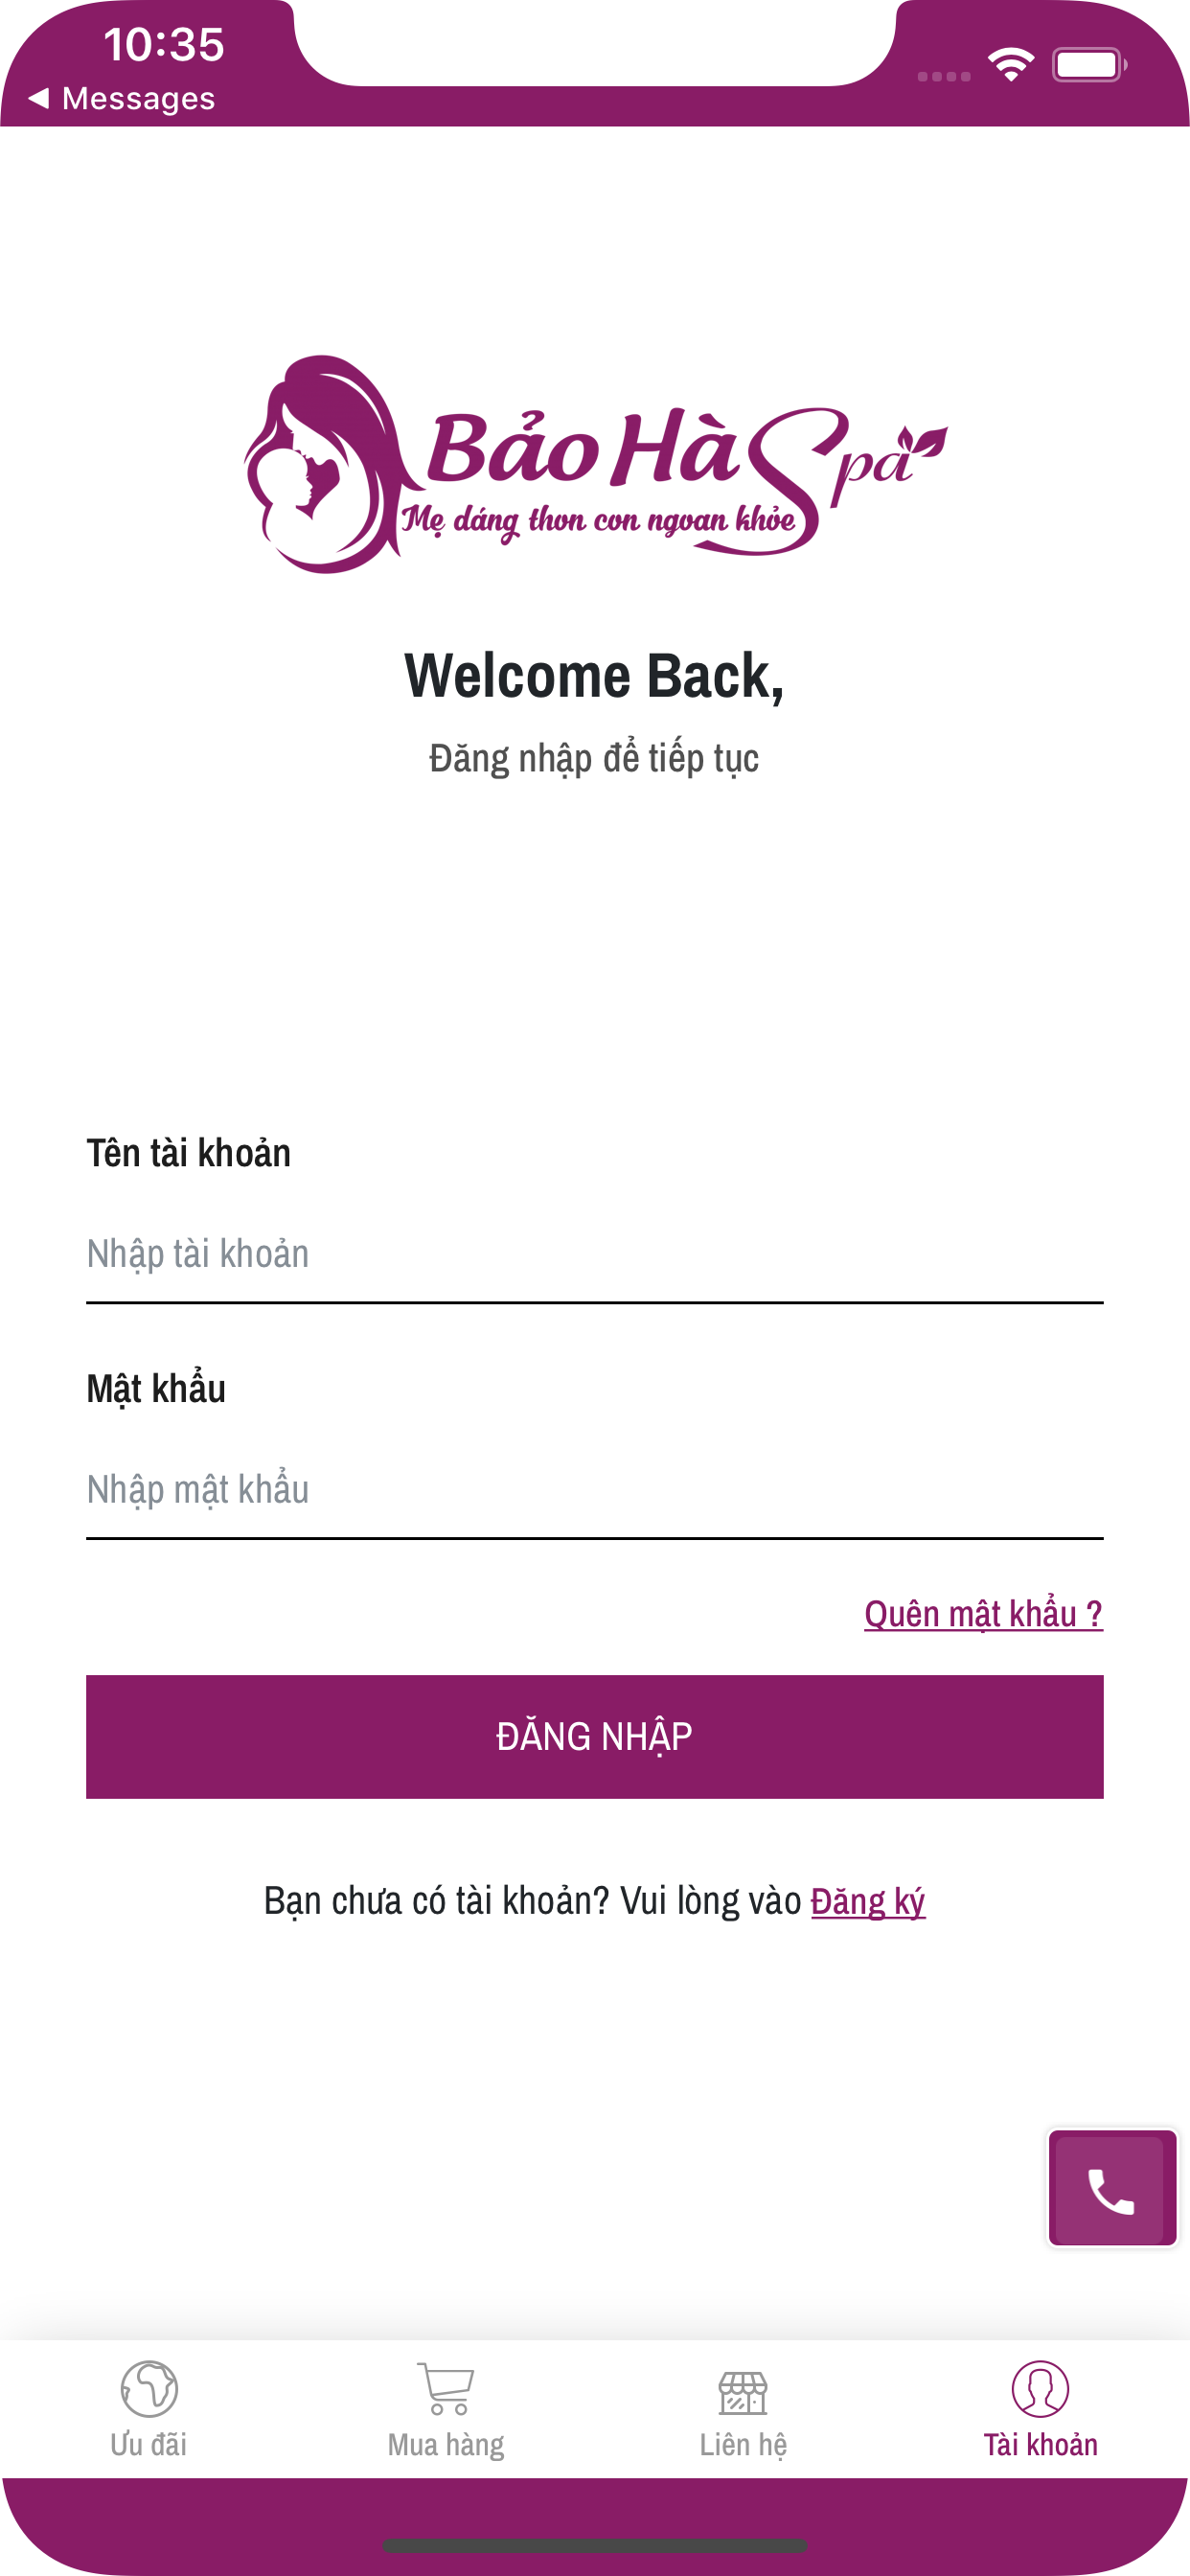 10:35
Messages
Bảo Hà Spa
Mẹ dáng thon con ngoan khỏe
Welcome Back,
Đăng nhập để tiếp tục
Tên tài khoản
Nhập tài khoản
Mật khẩu
Nhập mật khẩu
Quên mật khẩu ?
ĐĂNG NHẬP
Bạn chưa có tài khoản? Vui lòng vào Đăng ký
Ưu đãi Mua hàng Liên hệ Tài khoản